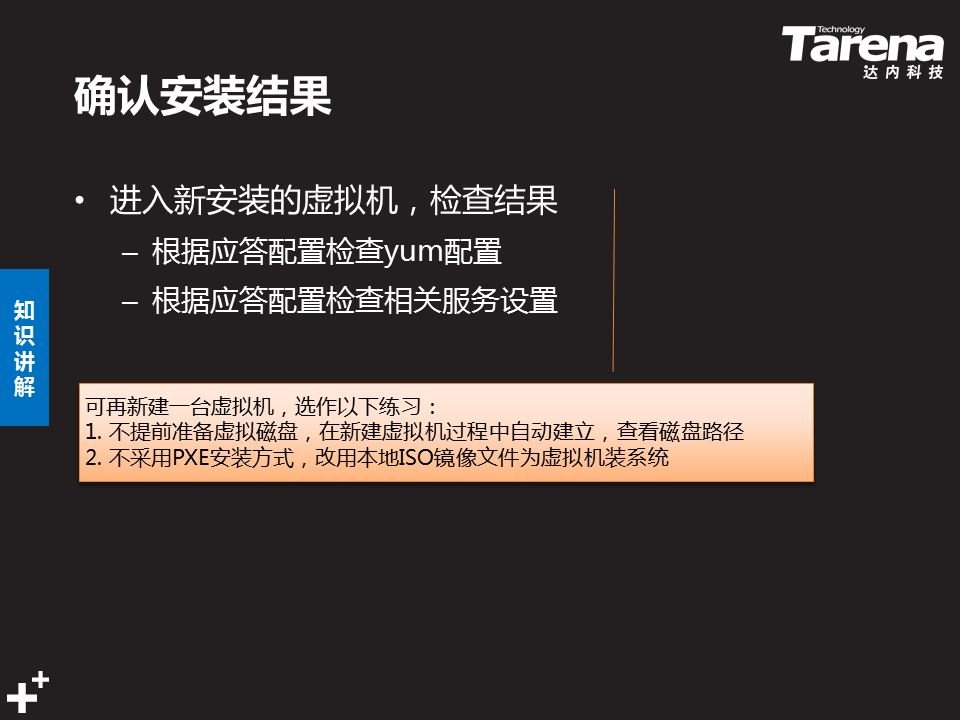 Technology
Tarena
达内科技
确认安装结果
• 进入新安装的虚拟机，检查结果
– 根据应答配置检查yum配置
– 根据应答配置检查相关服务设置
知
识
讲
解
可再新建一台虚拟机，选作以下练习：
1. 不提前准备虚拟磁盘，在新建虚拟机过程中自动建立，查看磁盘路径
2. 不采用PXE安装方式，改用本地ISO镜像文件为虚拟机装系统